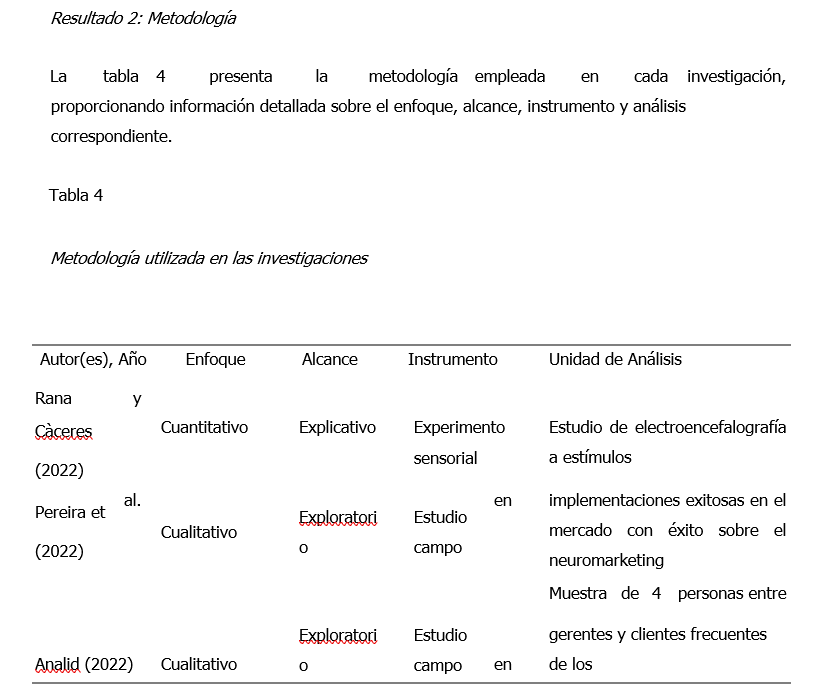 Resultado 2: Metodología
La tabla 4 presenta la metodología empleada en cada investigación,
proporcionando información detallada sobre el enfoque, alcance, instrumento y análisis
correspondiente.
Tabla 4
Metodología utilizada en las investigaciones
Autor(es), Año Enfoque Alcance Instrumento Unidad de Análisis
Rana y
Càceres Cuantitativo Explicativo Experimento Estudio de electroencefalografía
(2022) sensorial a estímulos
al. en implementaciones exitosas en el
Pereira et Exploratori Estudio mercado con éxito sobre el
(2022) Cualitativo o campo neuromarketing
Muestra de 4 personas entre
Exploratori Estudio gerentes y clientes frecuentes
Analid (2022) Cualitativo o campo en de los